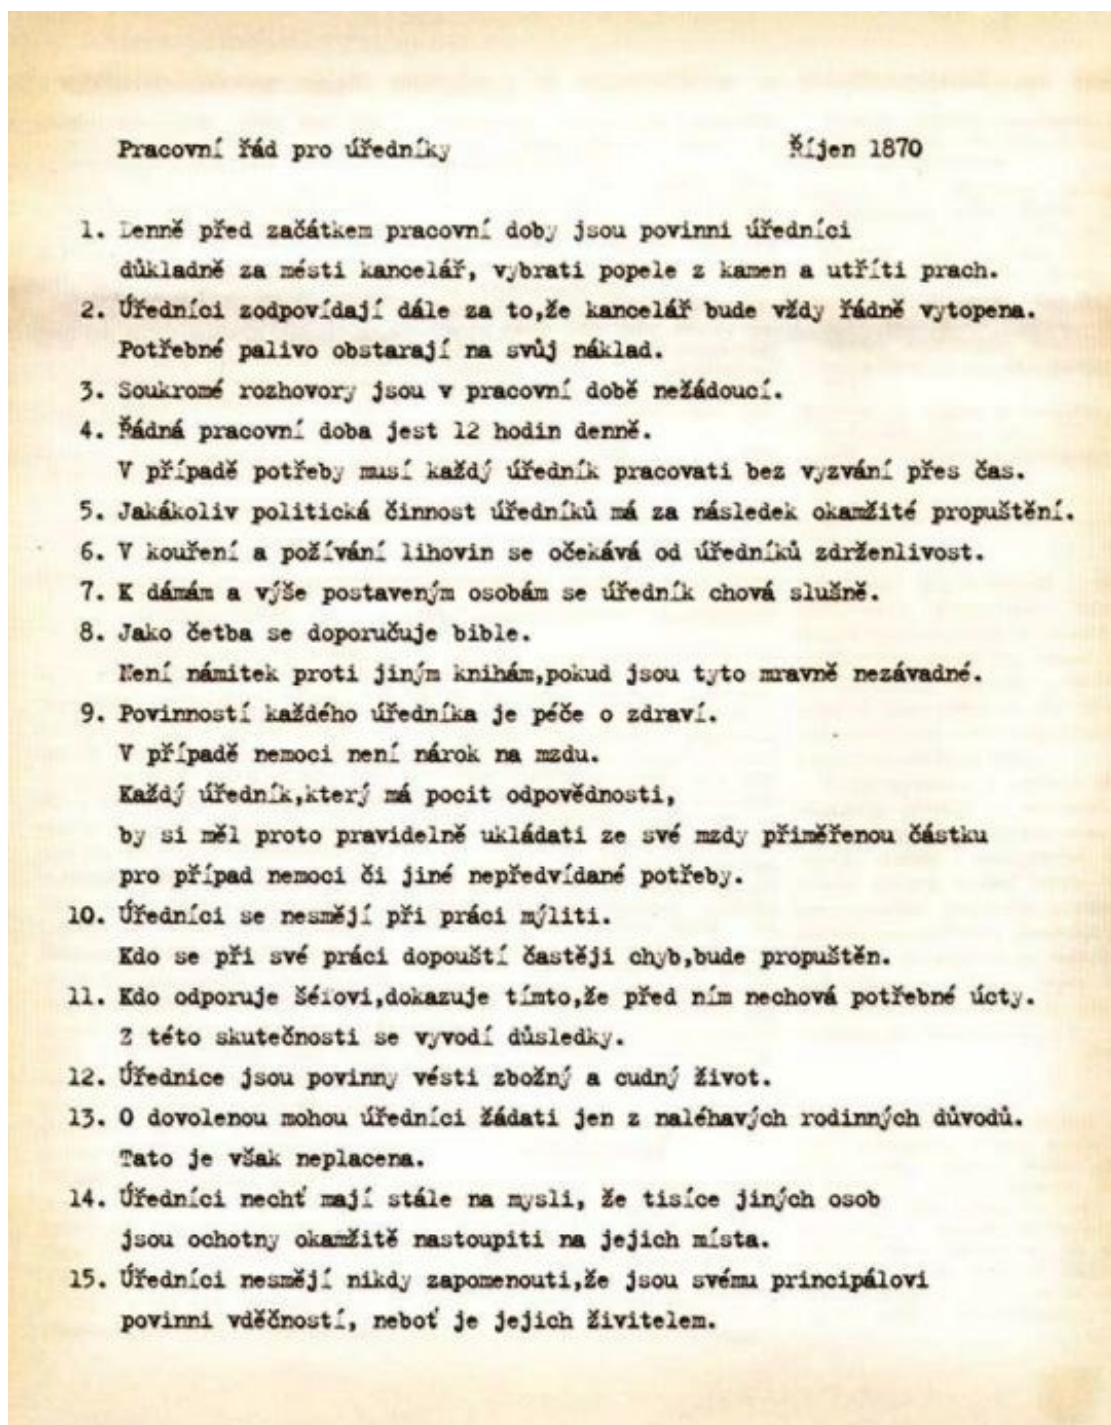 Pracovní řád pro úředníky Říjen 1870
1. Denně před začátkem pracovní doby jsou povinni úředníci
důkladně za mésti kancelář, vybrati popele z kamen a utříti prach.
2. Úředníci zodpovídají dále za to,že kancelář bude vždy řádně vytopena.
Potřebné palivo obstarají na svůj náklad.
3. Soukromé rozhovory jsou v pracovní době nežádoucí.
4. Řádná pracovní doba jest 12 hodin denně.
V případě potřeby musí každý úředník pracovati bez vyzvání přes čas.
5. Jakákoliv politická činnost úředníků má za následek okamžité propuštění.
6. V kouření a požívání lihovin se očekává od úředníků zdrženlivost.
7. K dámám a výše postaveným osobám se úředník chová slušně.
8. Jako četba se doporučuje bible.
Není námitek proti jiným knihám,pokud jsou tyto mravně nezávadné.
9. Povinností každého úředníka je péče o zdraví.
V případě nemoci není nárok na mzdu.
Každý úředník,který má pocit odpovědnosti,
by si měl proto pravidelně ukládati ze své mzdy přiměřenou částku
pro případ nemoci či jiné nepředvídané potřeby.
10. Úředníci se nesmějí při práci mýliti.
Kdo se při své práci dopouští častěji chyb,bude propuštěn.
11. Kdo odporuje šéfovi,dokazuje tímto,že před ním nechová potřebné úcty.
Z této skutečnosti se vyvodí důsledky.
12. Úřednice jsou povinny vésti zbožný a cudný život.
13. O dovolenou mohou úředníci žádati jen z naléhavých rodinných důvodů.
Tato je však neplacena.
14. Úředníci nechť mají stále na mysli, že tisíce jiných osob
jsou ochotny okamžitě nastoupiti na jejich místa.
15. Úředníci nesmějí nikdy zapomenouti,že jsou svému principálovi
povinni vděčností, neboť je jejich živitelem.